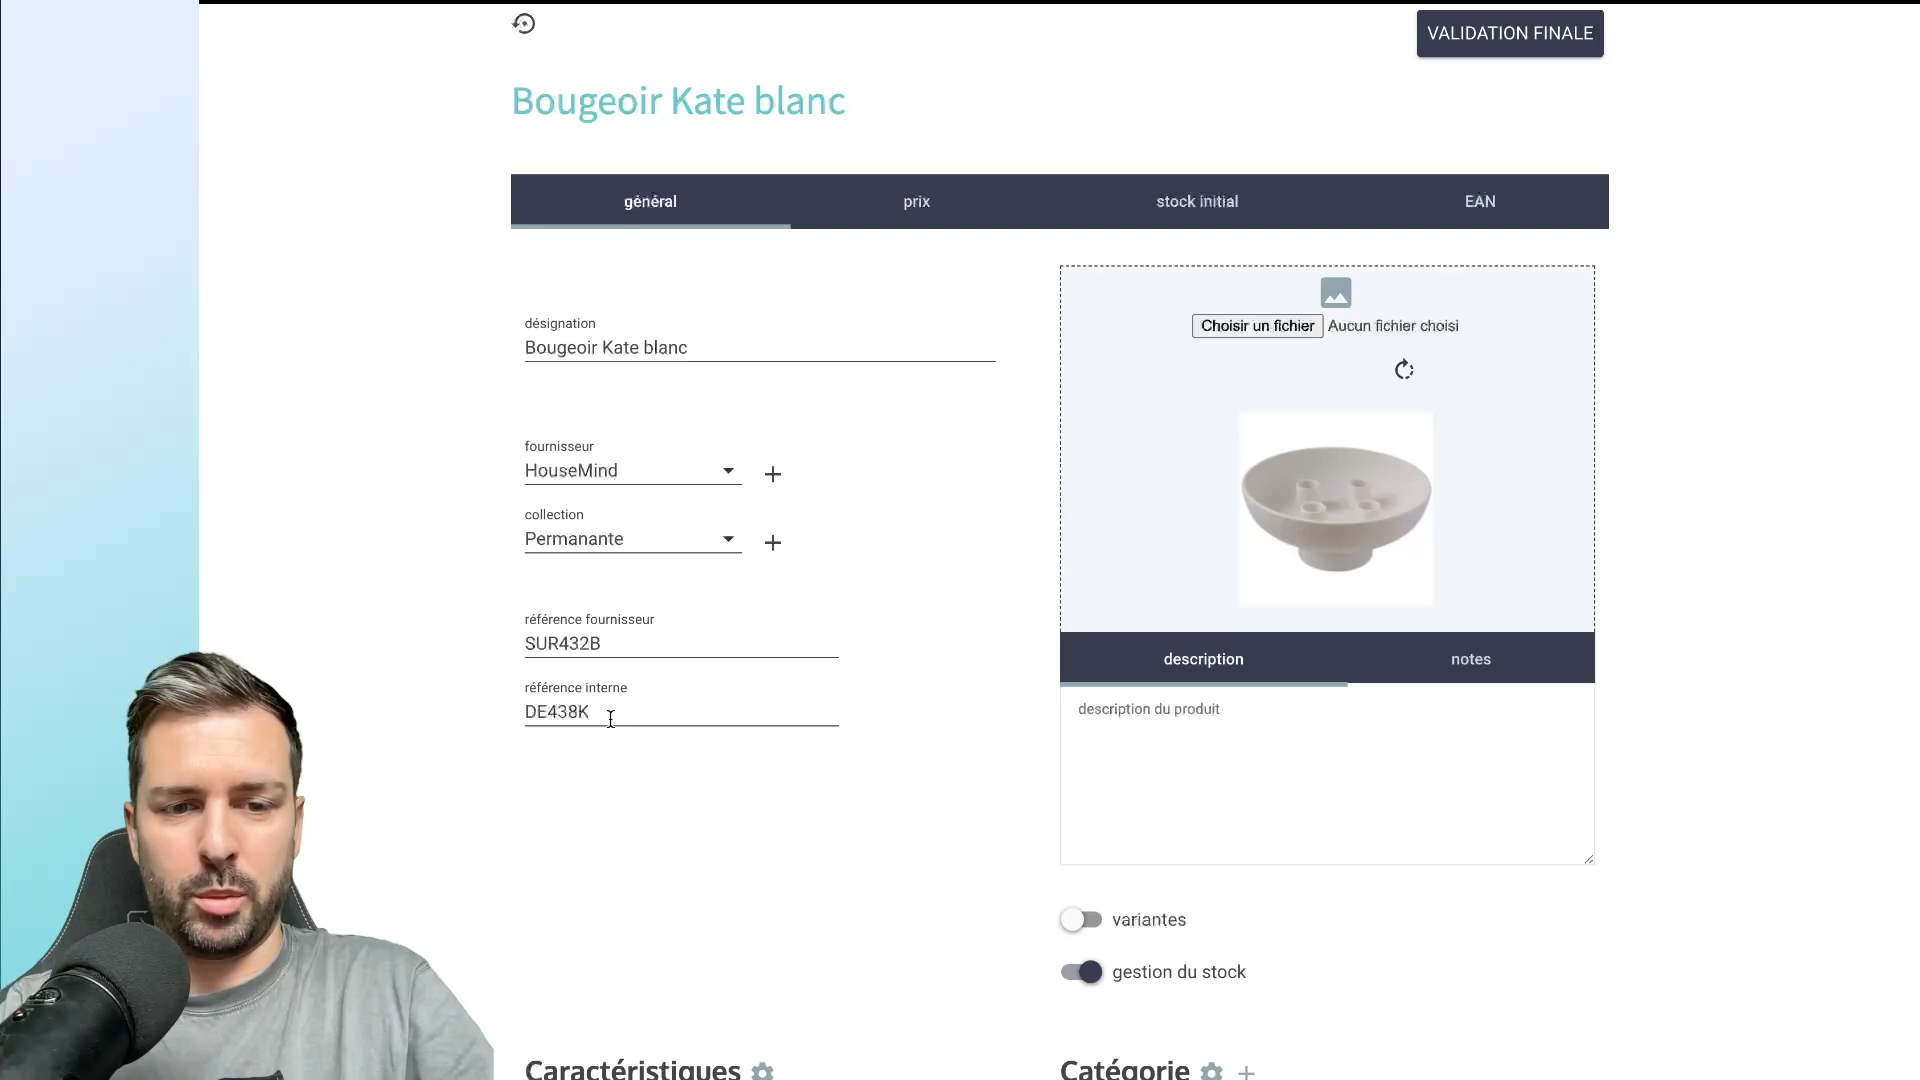 VALIDATION FINALE
Bougeoir Kate blanc
général
prix
stock initial
EAN
désignation
Bougeoir Kate blanc
Choisir un fichier Aucun fichier choisi
fournisseur
HouseMind
collection
Permanante
référence fournisseur
SUR432B
référence interne
DE438K
description
notes
description du produit
variantes
gestion du stock
Caractéristiques
Catégorie